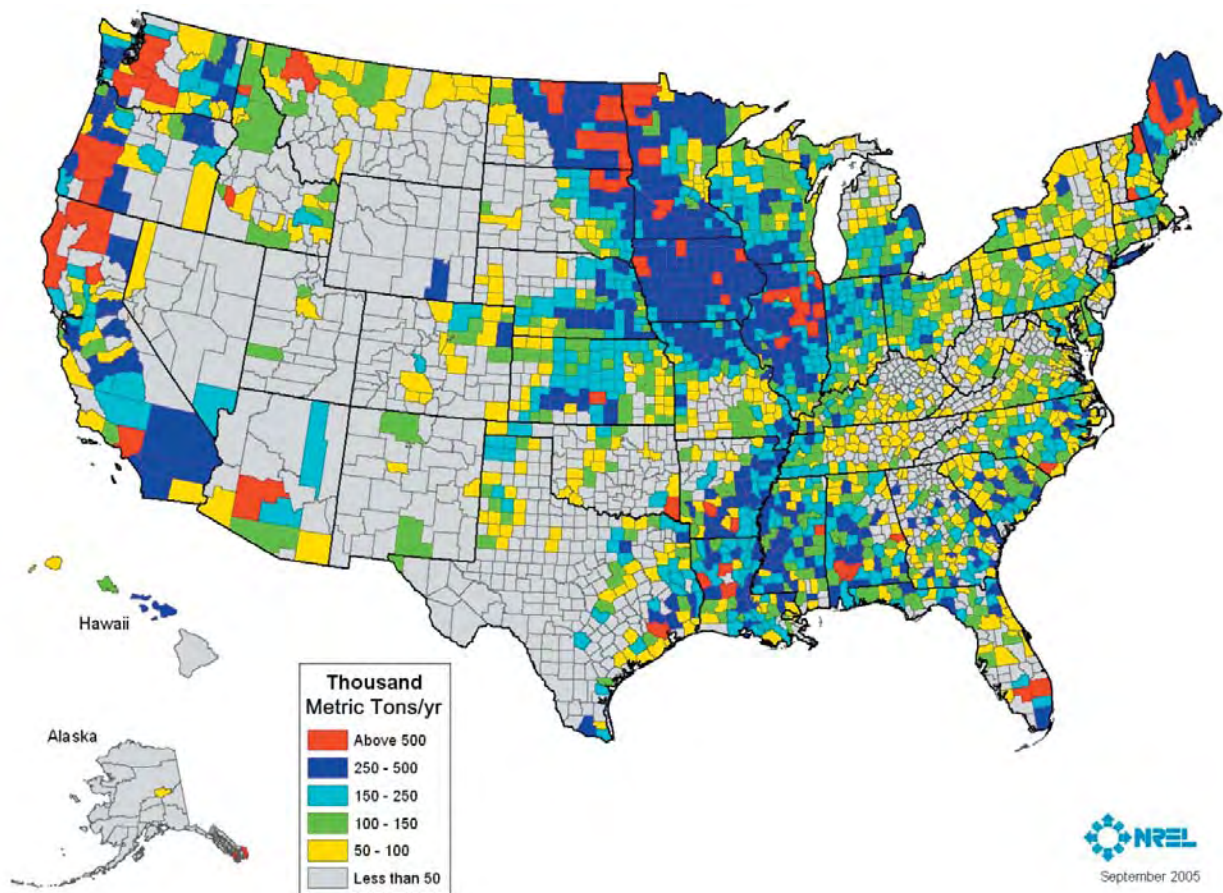 Hawaii
Alaska
Thousand
Metric Tons/yr
Above 500
250 - 500
150 - 250
100 - 150
50 - 100
Less than 50
NREL
September 2005